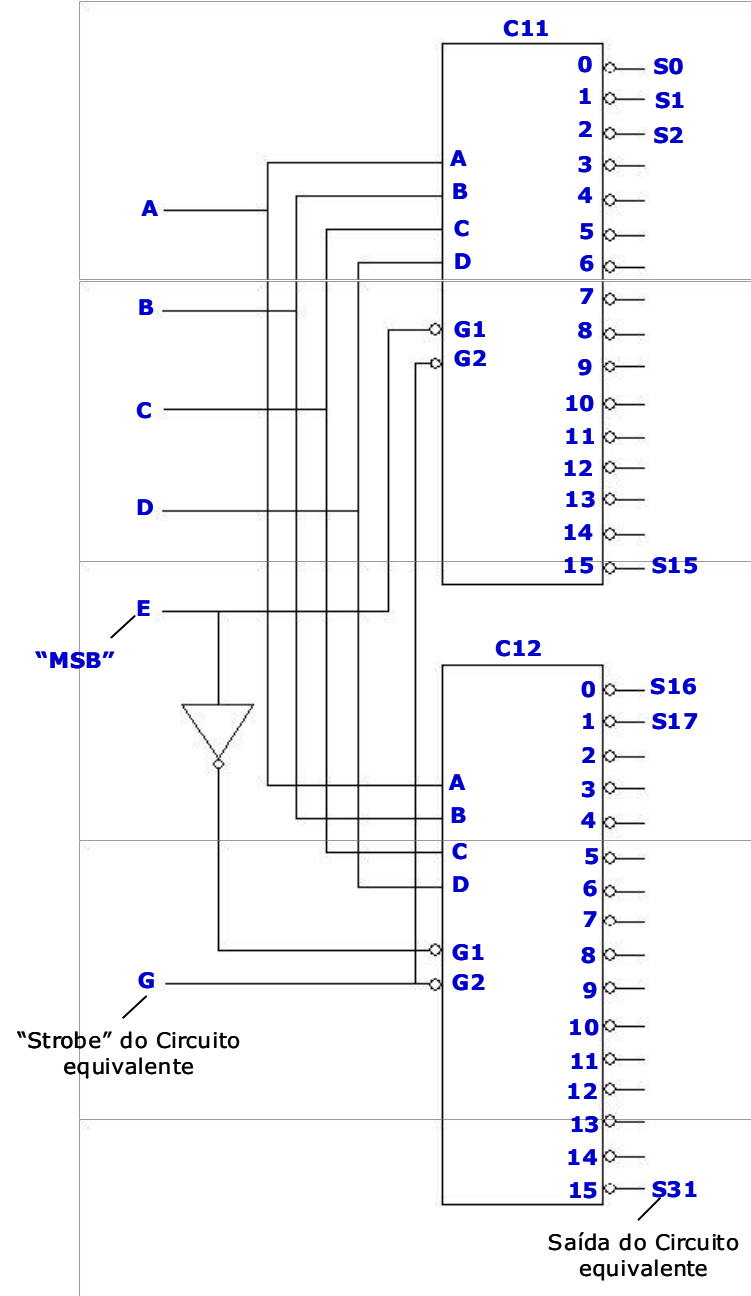 C11
0 S0
1 S1
2 S2
3
A
B
4
A
C
5
D
6
7
B
G1
8
G2
9
C
10
11
12
13
D
14
15 S15
E
"MSB"
C12
0 S16
1 S17
2
A
3
B
4
C
5
D
6
7
G1
8
G
G2
9
"Strobe" do Circuito
equivalente
10
11
12
13
14
15 S31
Saída do Circuito
equivalente